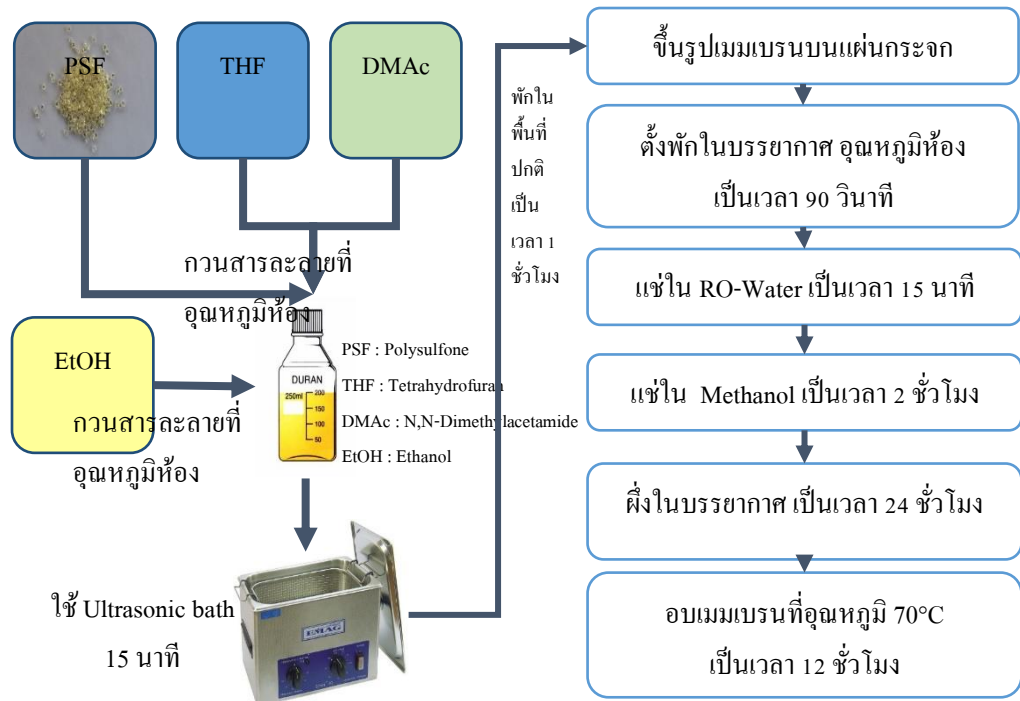 PSF
THF
DMAc
กวนสารละลายที่
อุณหภูมิห้อง
EtOH
กวนสารละลายที่
อุณหภูมิห้อง
DURAN
250ml
200
150
100
50
PSF : Polysulfone
THF : Tetrahydrofuran
DMAc : N,N-Dimethylacetamide
EtOH : Ethanol
ใช้ Ultrasonic bath
15 นาที
EMAG
พักใน
พื้นที่
ปกติ
เป็น
เวลา 1
ชั่วโมง
ขึ้นรูปเมมเบรนบนแผ่นกระจก
ตั้งพักในบรรยากาศ อุณหภูมิห้อง
เป็นเวลา 90 วินาที
แช่ใน RO-Water เป็นเวลา 15 นาที
แช่ใน Methanol เป็นเวลา 2 ชั่วโมง
ผึ่งในบรรยากาศ เป็นเวลา 24 ชั่วโมง
อบเมมเบรนที่อุณหภูมิ 70°C
เป็นเวลา 12 ชั่วโมง